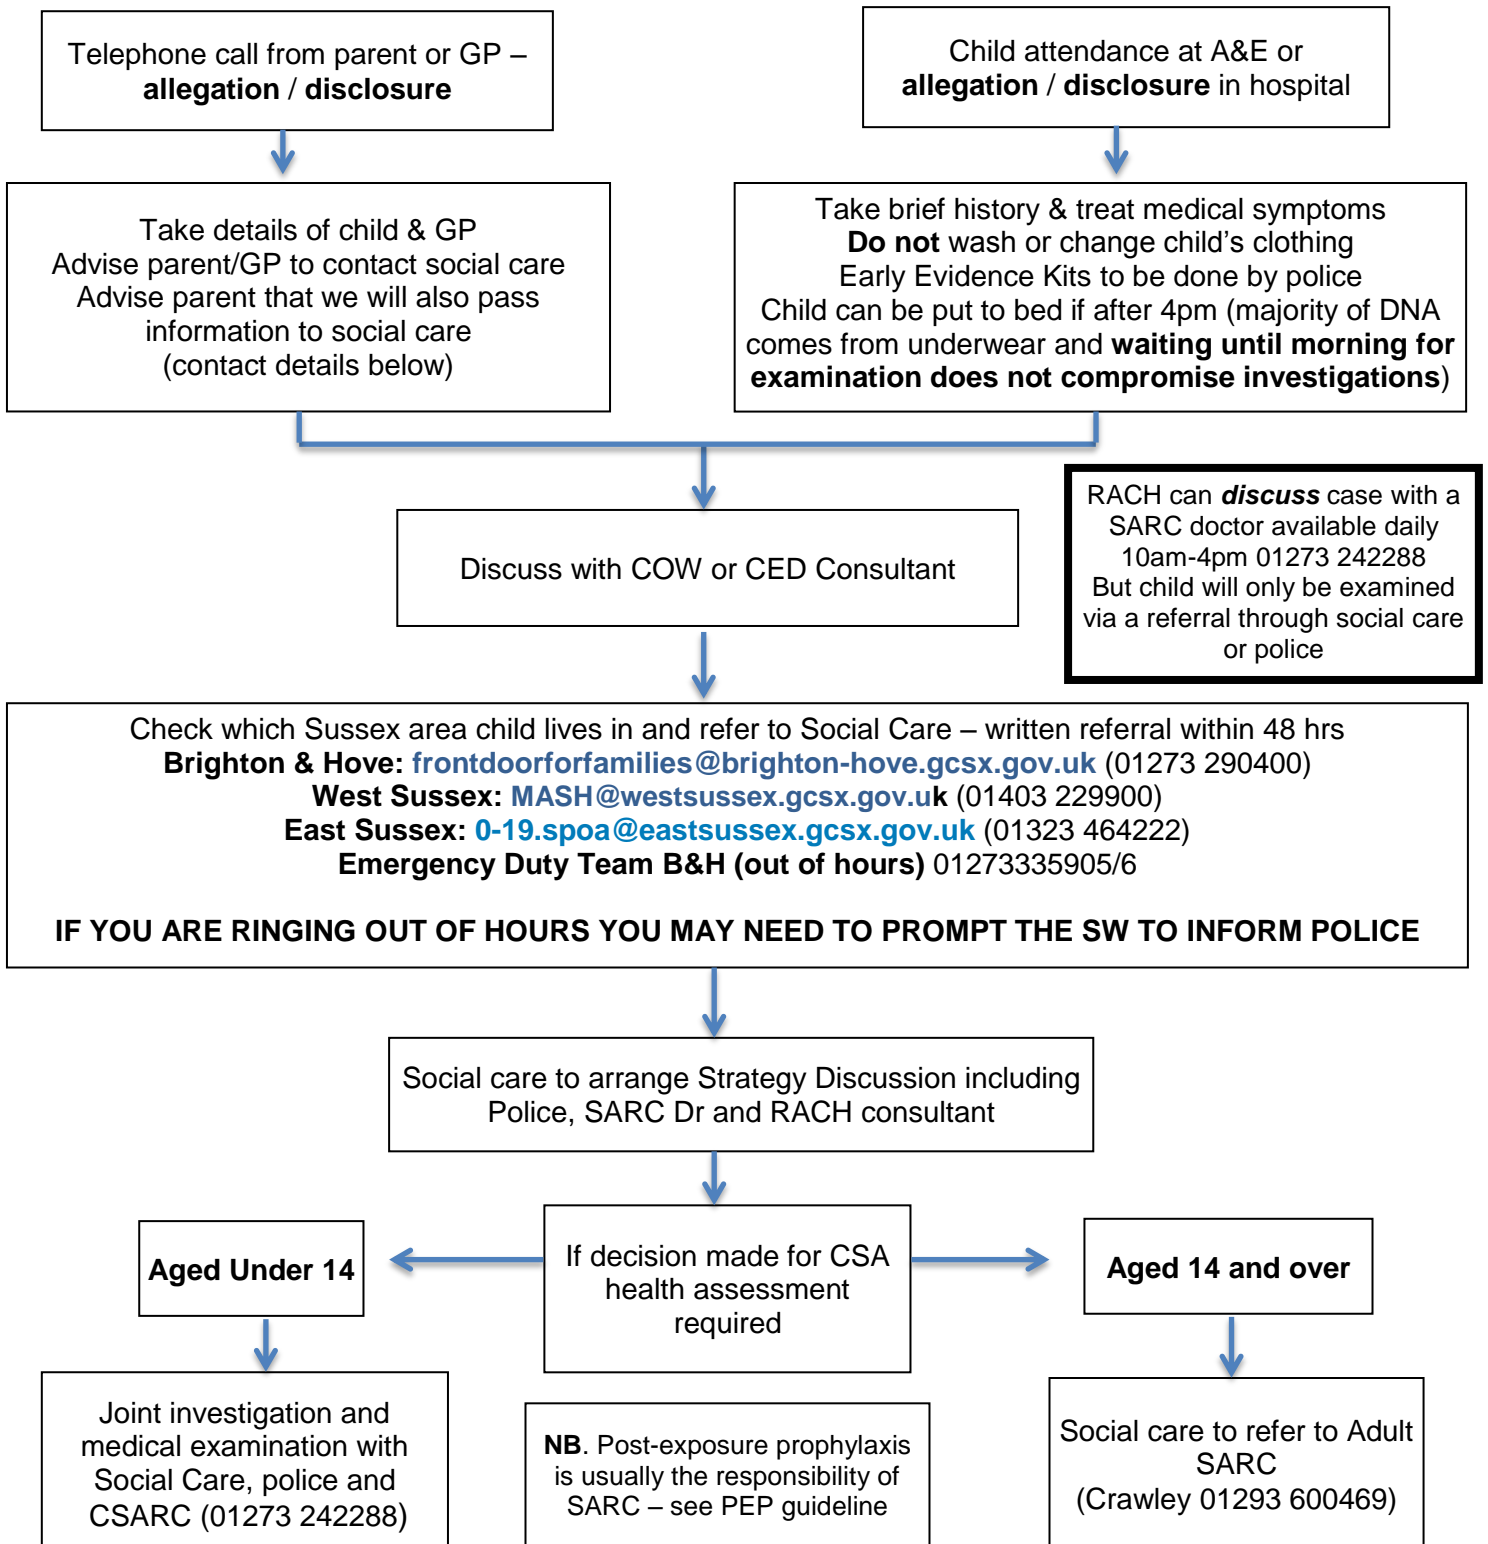 Telephone call from parent or GP –
allegation / disclosure
Child attendance at A&E or
allegation / disclosure in hospital
Take details of child & GP
Advise parent/GP to contact social care
Advise parent that we will also pass
information to social care
(contact details below)
Take brief history & treat medical symptoms
Do not wash or change child’s clothing
Early Evidence Kits to be done by police
Child can be put to bed if after 4pm (majority of DNA
comes from underwear and waiting until morning for
examination does not compromise investigations)
Discuss with COW or CED Consultant
RACH can discuss case with a
SARC doctor available daily
10am-4pm 01273 242288
But child will only be examined
via a referral through social care
or police
Check which Sussex area child lives in and refer to Social Care – written referral within 48 hrs
Brighton & Hove: frontdoorforfamilies@brighton-hove.gcsx.gov.uk (01273 290400)
West Sussex: MASH@westsussex.gcsx.gov.uk (01403 229900)
East Sussex: 0-19.spoa@eastsussex.gcsx.gov.uk (01323 464222)
Emergency Duty Team B&H (out of hours) 01273335905/6
IF YOU ARE RINGING OUT OF HOURS YOU MAY NEED TO PROMPT THE SW TO INFORM POLICE
Social care to arrange Strategy Discussion including
Police, SARC Dr and RACH consultant
Aged Under 14
If decision made for CSA
health assessment
required
Aged 14 and over
Joint investigation and
medical examination with
Social Care, police and
CSARC (01273 242288)
NB. Post-exposure prophylaxis
is usually the responsibility of
SARC – see PEP guideline
Social care to refer to Adult
SARC
(Crawley 01293 600469)